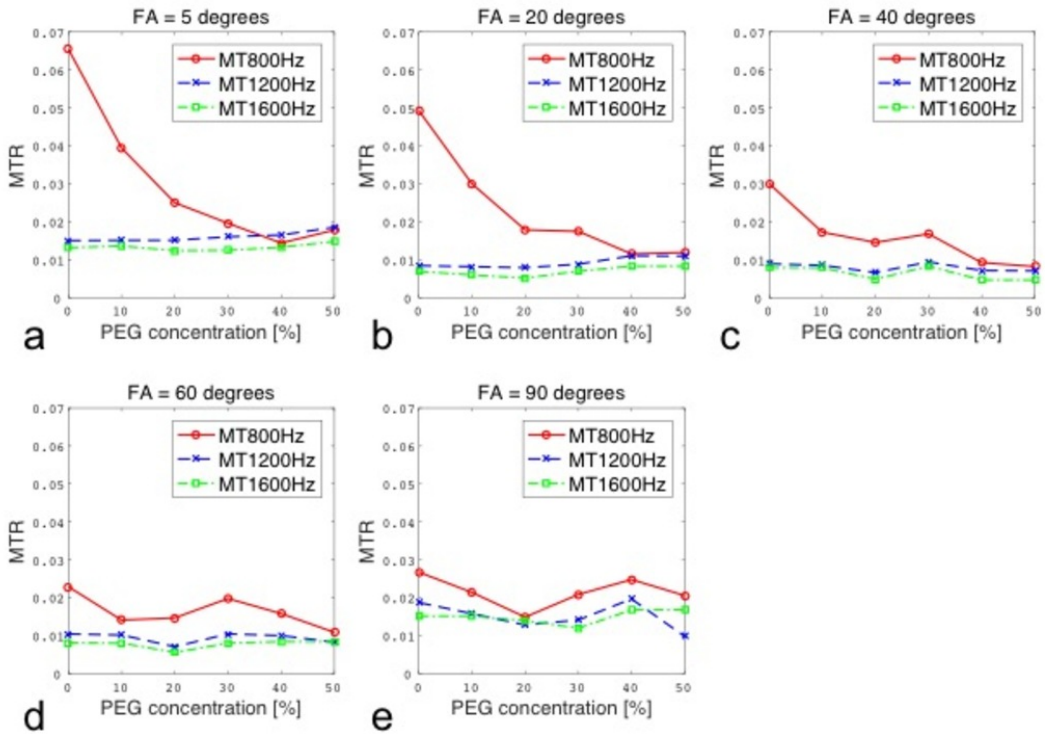 FA = 5 degrees
0.07
0.06
0.05
0.04
0.03
0.02
0.01
0
MTR
MT800Hz
MT1200Hz
MT1600Hz
0 10 20 30 40 50
PEG concentration [%]
a
FA = 20 degrees
0.07
0.06
0.05
0.04
0.03
0.02
0.01
0
MTR
MT800Hz
MT1200Hz
MT1600Hz
0 10 20 30 40 50
PEG concentration [%]
b
FA = 40 degrees
0.07
0.06
0.05
0.04
0.03
0.02
0.01
0
MTR
MT800Hz
MT1200Hz
MT1600Hz
0 10 20 30 40 50
PEG concentration [%]
c
FA = 60 degrees
0.07
0.06
0.05
0.04
0.03
0.02
0.01
0
MTR
MT800Hz
MT1200Hz
MT1600Hz
0 10 20 30 40 50
PEG concentration [%]
d
FA = 90 degrees
0.07
0.06
0.05
0.04
0.03
0.02
0.01
0
MTR
MT800Hz
MT1200Hz
MT1600Hz
0 10 20 30 40 50
PEG concentration [%]
e